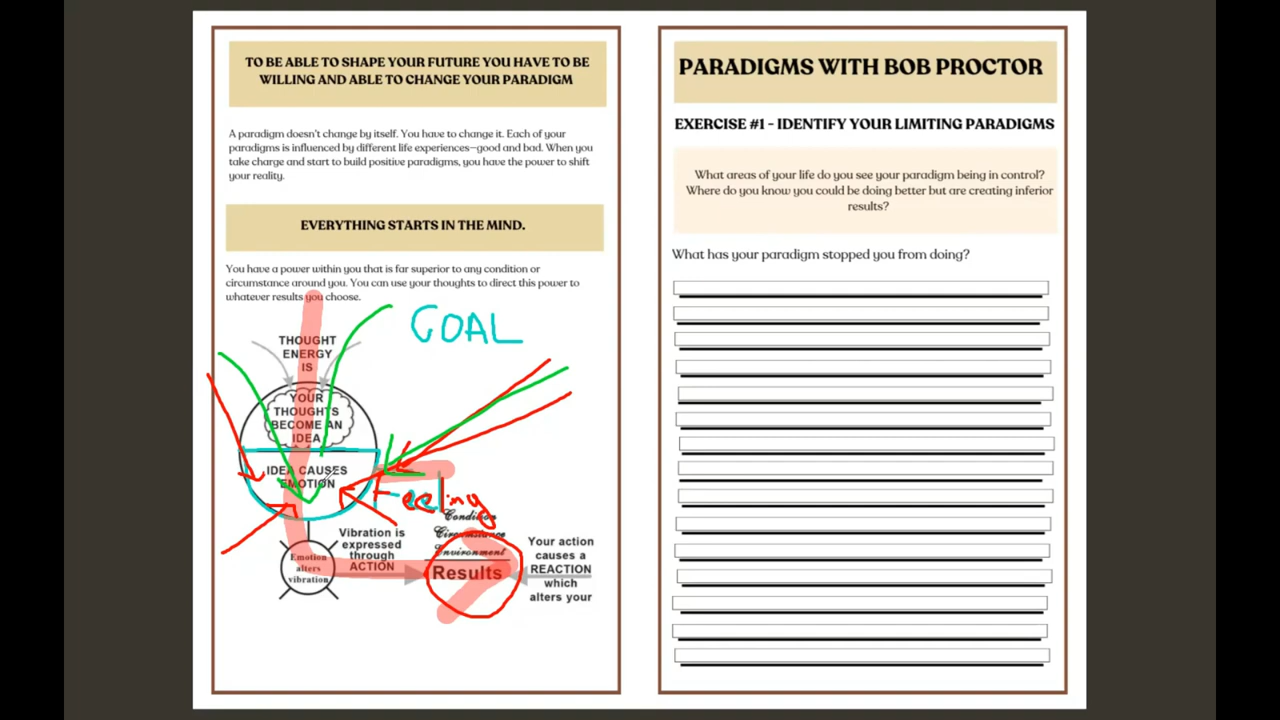 TO BE ABLE TO SHAPE YOUR FUTURE YOU HAVE TO BE
WILLING AND ABLE TO CHANGE YOUR PARADIGM
A paradigm doesn't change by itself. You have to change it. Each of your
paradigms is influenced by different life experiences—good and bad. When you
take charge and start to build positive paradigms, you have the power to shift
your reality.
EVERYTHING STARTS IN THE MIND.
You have a power within you that is far superior to any condition or
circumstance around you. You can use your thoughts to direct this power to
whatever results you choose.
GOAL
THOUGHT
ENERGY
IS
YOUR
THOUGHTS
BECOME AN
IDEA
IDEA CAUSES
EMOTION
Feeling
Condition
Circumstance
Environment
Results
Vibration is
expressed
through
ACTION
Emotion
alters
vibration
Your action
causes a
REACTION
which
alters your
PARADIGMS WITH BOB PROCTOR
EXERCISE #1 - IDENTIFY YOUR LIMITING PARADIGMS
What areas of your life do you see your paradigm being in control?
Where do you know you could be doing better but are creating inferior
results?
What has your paradigm stopped you from doing?